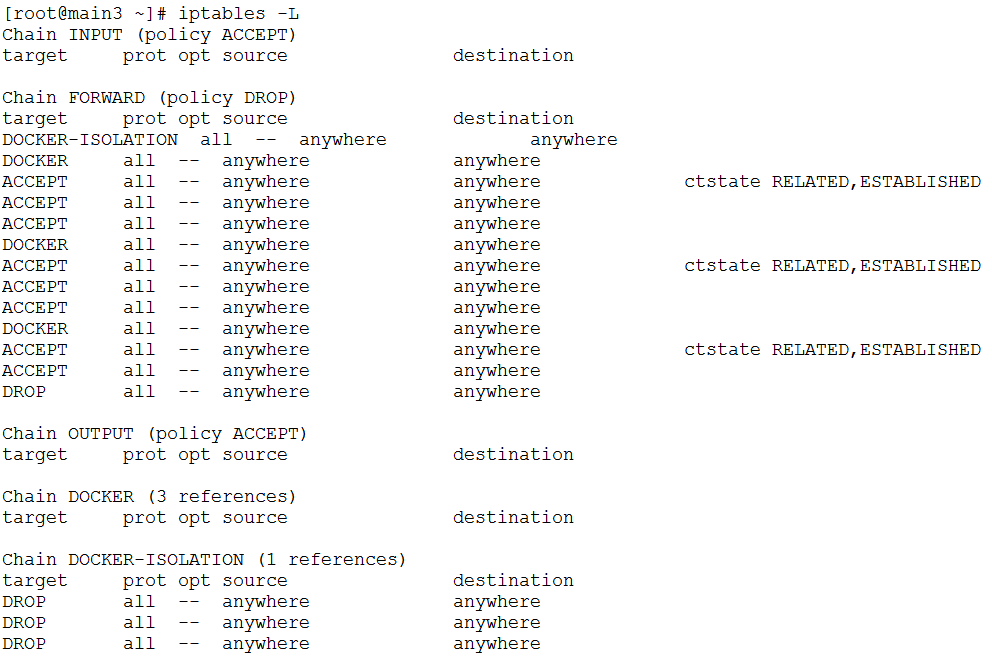 [root@main3 ~]# iptables -L
Chain INPUT (policy ACCEPT)
target     prot opt source               destination

Chain FORWARD (policy DROP)
target     prot opt source               destination
DOCKER-ISOLATION  all  --  anywhere             anywhere
DOCKER     all  --  anywhere             anywhere
ACCEPT     all  --  anywhere             anywhere             ctstate RELATED,ESTABLISHED
ACCEPT     all  --  anywhere             anywhere
ACCEPT     all  --  anywhere             anywhere
DOCKER     all  --  anywhere             anywhere
ACCEPT     all  --  anywhere             anywhere             ctstate RELATED,ESTABLISHED
ACCEPT     all  --  anywhere             anywhere
ACCEPT     all  --  anywhere             anywhere
DOCKER     all  --  anywhere             anywhere
ACCEPT     all  --  anywhere             anywhere             ctstate RELATED,ESTABLISHED
ACCEPT     all  --  anywhere             anywhere
DROP       all  --  anywhere             anywhere

Chain OUTPUT (policy ACCEPT)
target     prot opt source               destination

Chain DOCKER (3 references)
target     prot opt source               destination

Chain DOCKER-ISOLATION (1 references)
target     prot opt source               destination
DROP       all  --  anywhere             anywhere
DROP       all  --  anywhere             anywhere
DROP       all  --  anywhere             anywhere